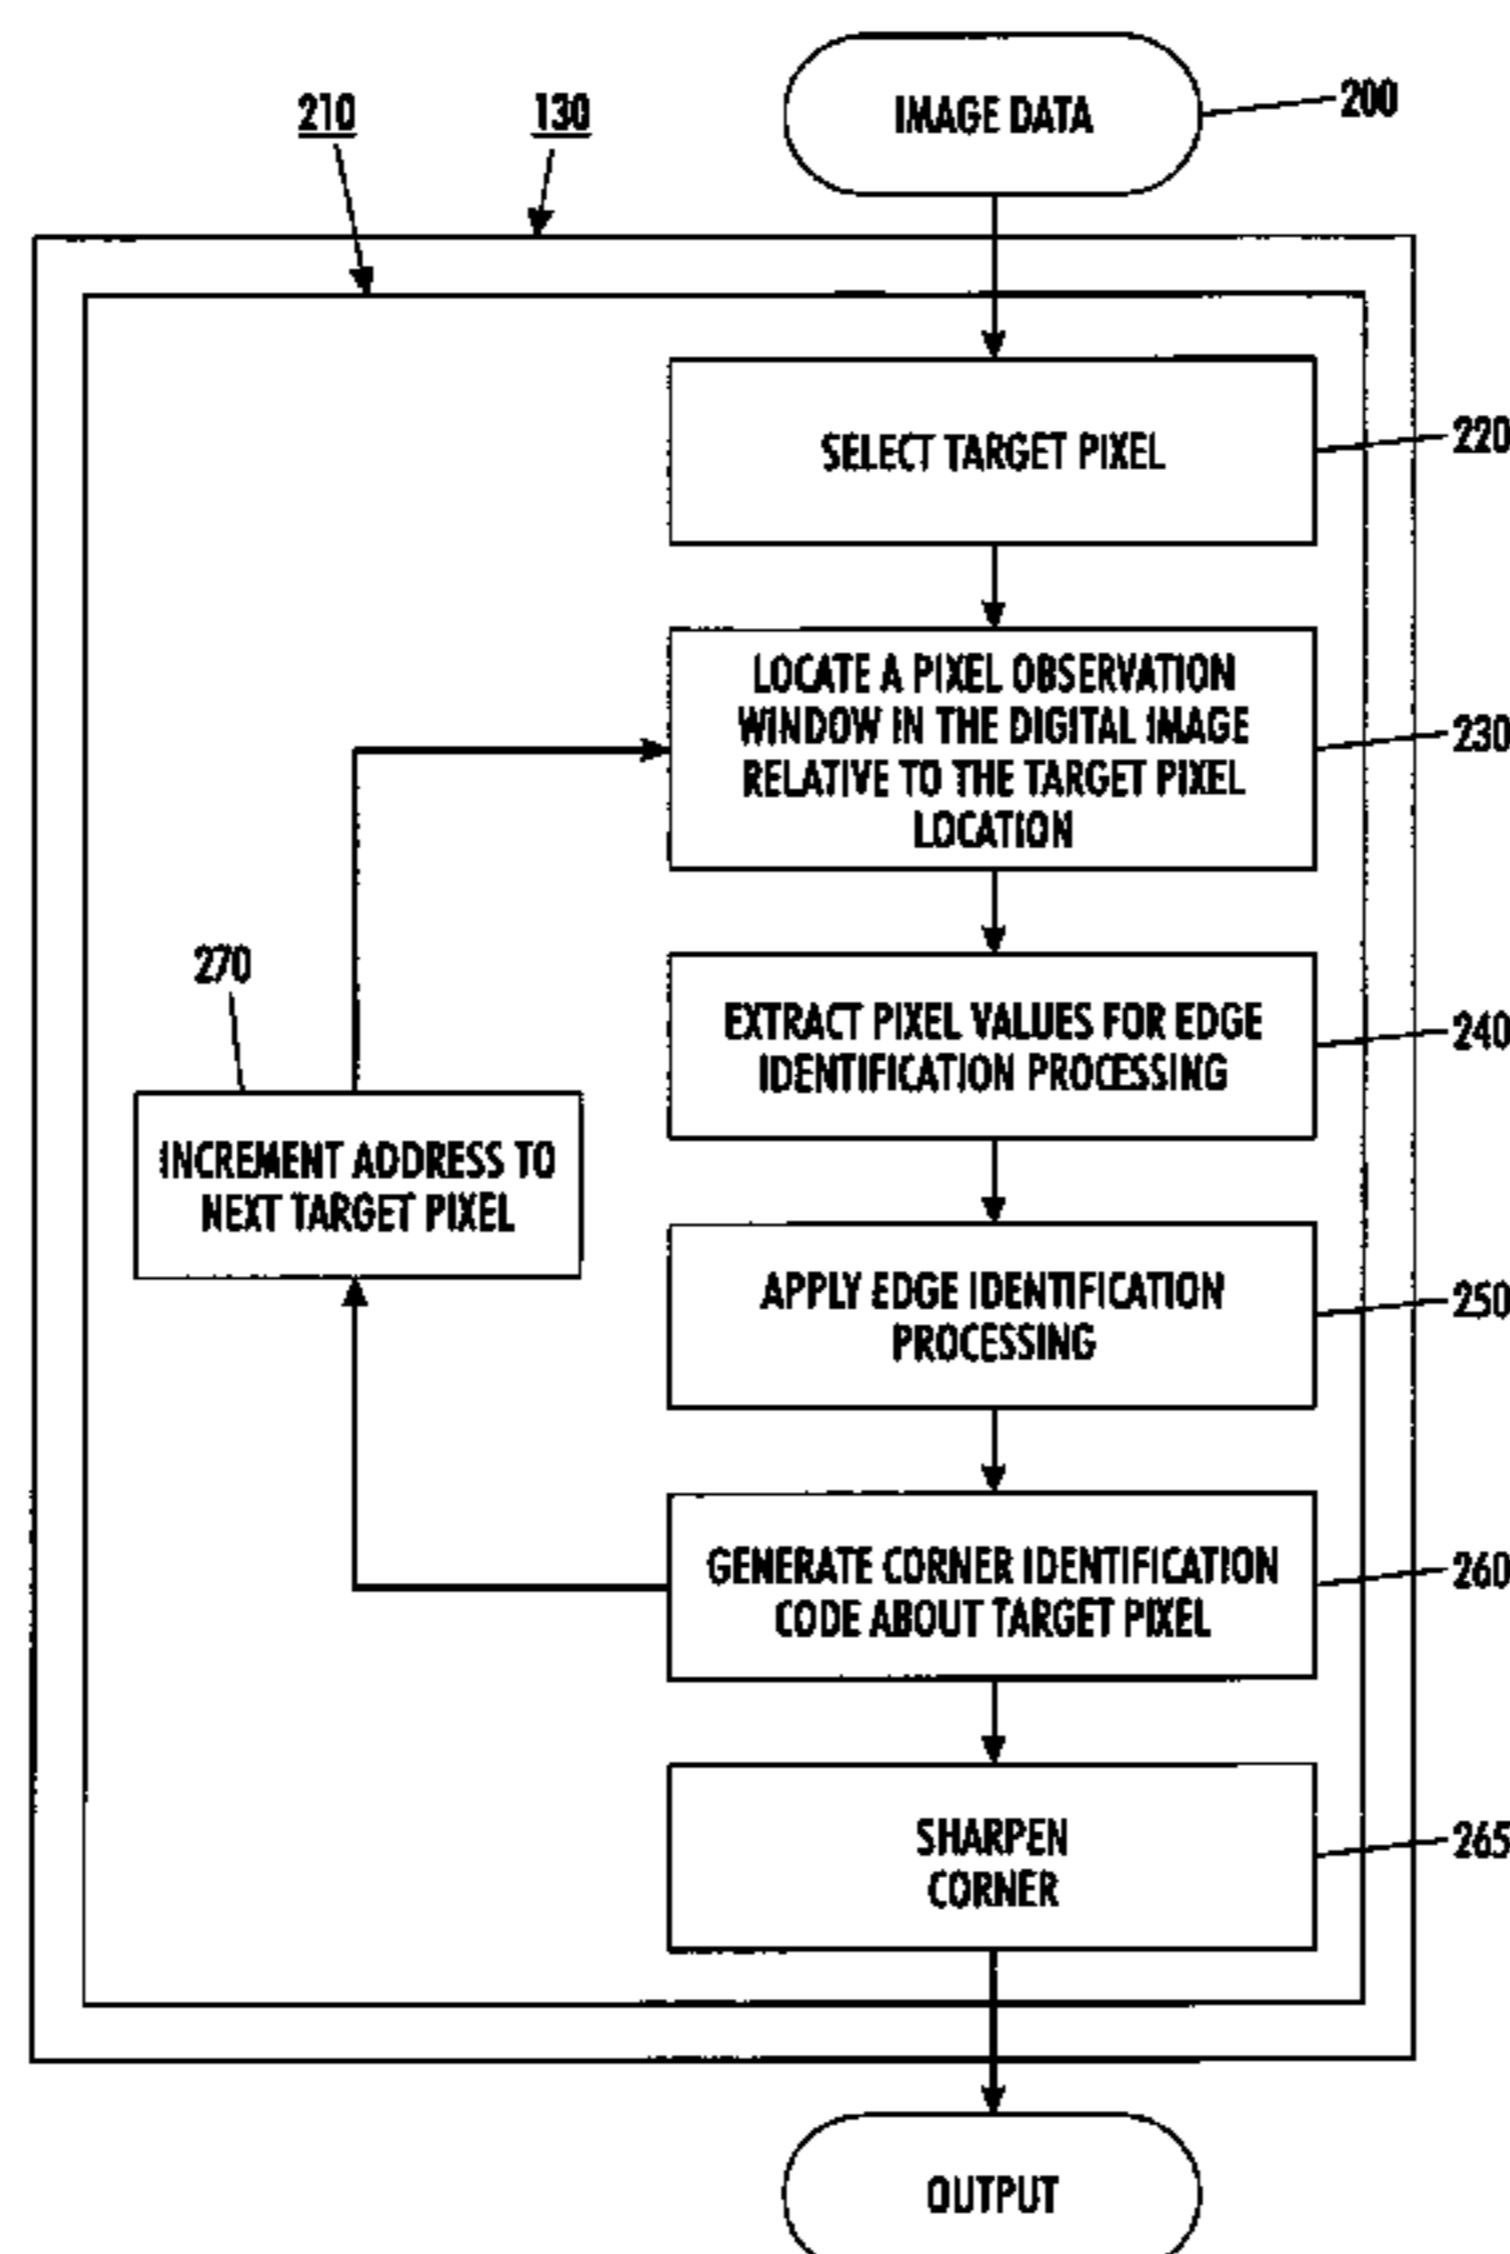 210
130
IMAGE DATA
200
SELECT TARGET PIXEL
220
LOCATE A PIXEL OBSERVATION
WINDOW IN THE DIGITAL IMAGE
RELATIVE TO THE TARGET PIXEL
LOCATION
230
270
EXTRACT PIXEL VALUES FOR EDGE
IDENTIFICATION PROCESSING
240
INCREMENT ADDRESS TO
NEXT TARGET PIXEL
APPLY EDGE IDENTIFICATION
PROCESSING
250
GENERATE CORNER IDENTIFICATION
CODE ABOUT TARGET PIXEL
260
SHARPEN
CORNER
265
OUTPUT